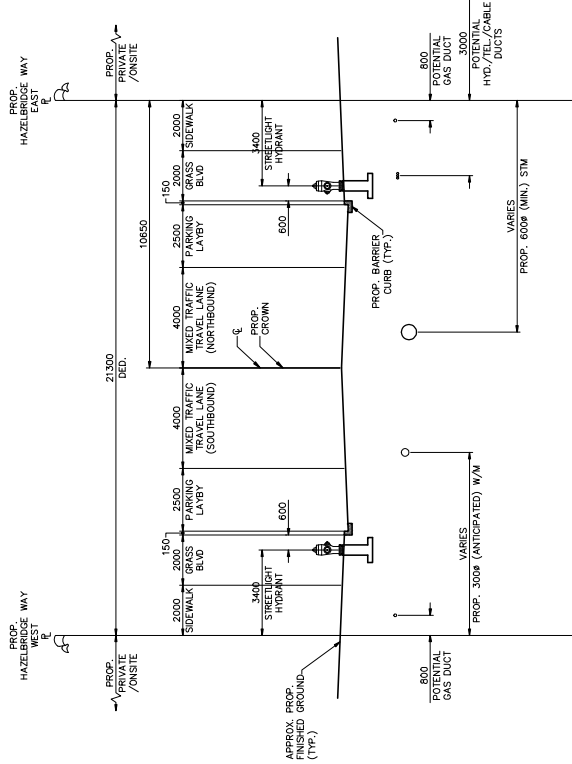 PROP.
HAZELBRIDGE WAY
WEST
PL
PROP.
HAZELBRIDGE WAY
EAST
PL
PROP.
PRIVATE
/ONSITE
21300
DED.
PROP.
PRIVATE
/ONSITE
10650
2000
SIDEWALK
2000
GRASS
BLVD
150
2500
PARKING
LAYBY
4000
MIXED TRAFFIC
TRAVEL LANE
(SOUTHBOUND)
4000
MIXED TRAFFIC
TRAVEL LANE
(NORTHBOUND)
2500
PARKING
LAYBY
150
2000
GRASS
BLVD
2000
SIDEWALK
3400
STREETLIGHT
HYDRANT
600
CL
PROP.
CROWN
600
3400
STREETLIGHT
HYDRANT
APPROX. PROP.
FINISHED GROUND
(TYP.)
PROP. BARRIER
CURB (TYP.)
800
POTENTIAL
GAS DUCT
VARIES
PROP. 300ø (ANTICIPATED) W/M
VARIES
PROP. 600ø (MIN.) STM
800
POTENTIAL
GAS DUCT
3000
POTENTIAL
HYD./TEL./CABLE
DUCTS